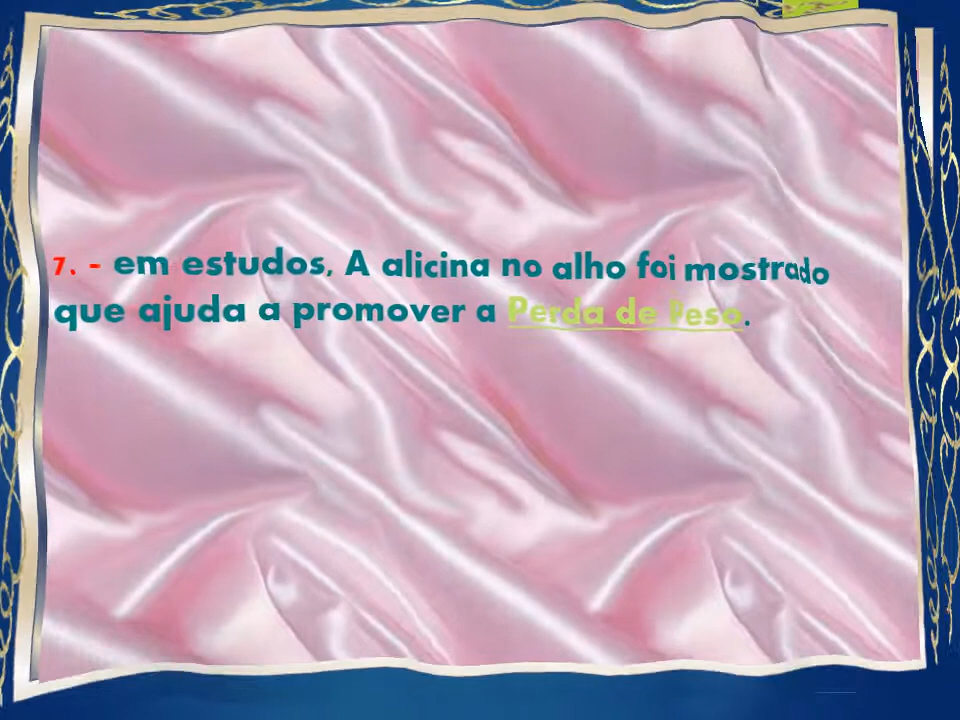 7. - em estudos, A alicina no alho foi mostrado
que ajuda a promover a Perda de Peso.